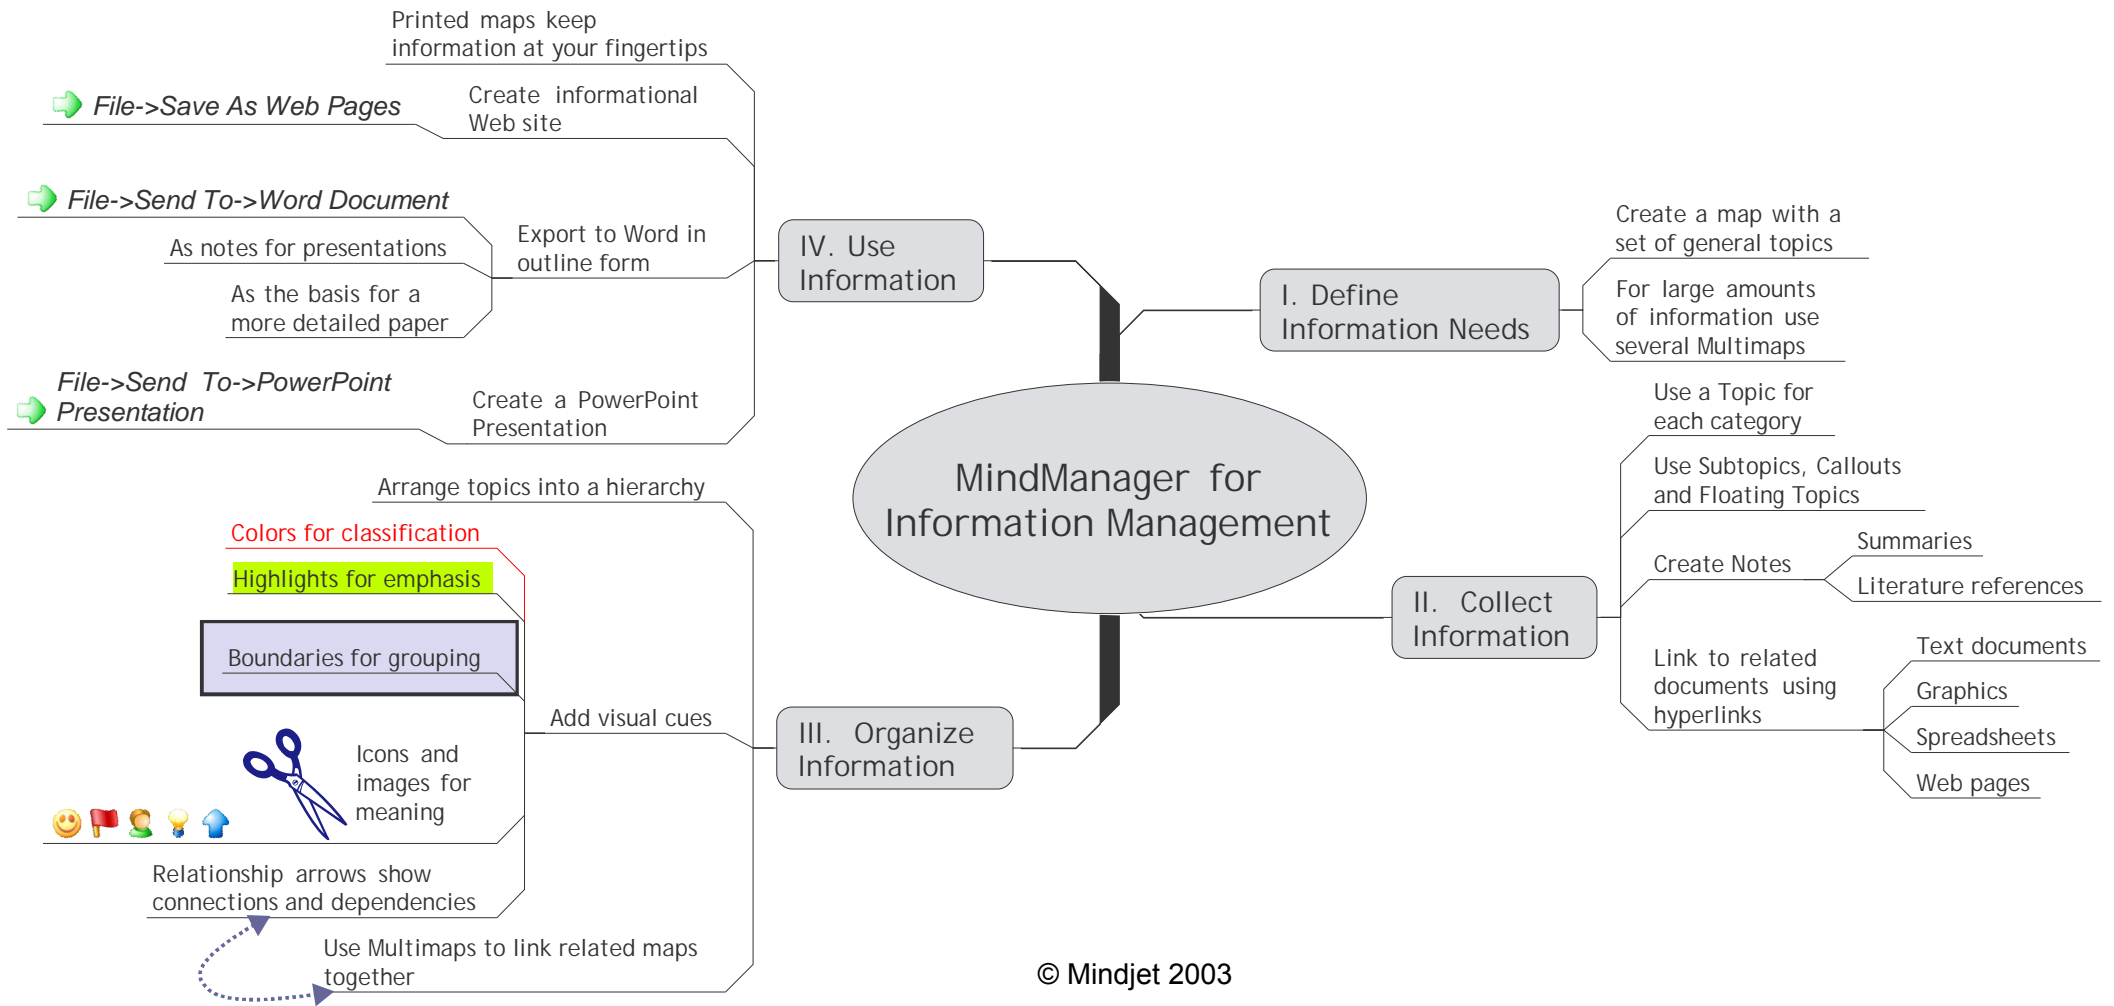 MindManager for
Information Management
I. Define
Information Needs
Create a map with a
set of general topics
For large amounts
of information use
several Multimaps
II. Collect
Information
Use a Topic for
each category
Use Subtopics, Callouts
and Floating Topics
Create Notes
Summaries
Literature references
Link to related
documents using
hyperlinks
Text documents
Graphics
Spreadsheets
Web pages
III. Organize
Information
Arrange topics into a hierarchy
Add visual cues
Colors for classification
Highlights for emphasis
Boundaries for grouping
Icons and
images for
meaning
Relationship arrows show
connections and dependencies
Use Multimaps to link related maps
together
IV. Use
Information
Printed maps keep
information at your fingertips
Create informational
Web site
File->Save As Web Pages
Export to Word in
outline form
File->Send To->Word Document
As notes for presentations
As the basis for a
more detailed paper
Create a PowerPoint
Presentation
File->Send To->PowerPoint
Presentation
© Mindjet 2003